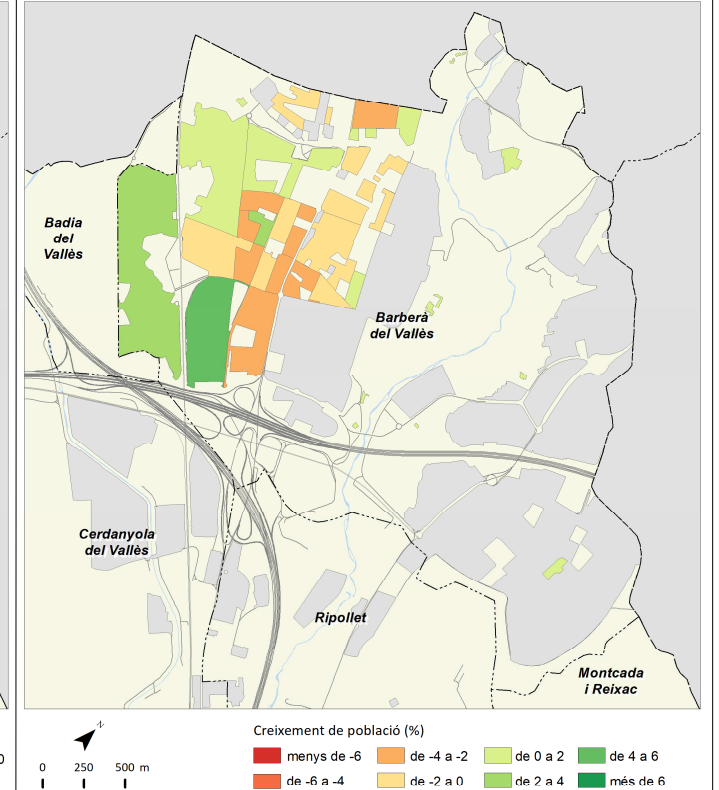 Badia
del
Vallès
Barberà
del Vallès
Cerdanyola
del Vallès
Ripollet
Montcada
i Reixac
N
0 250 500 m
0
Creixement de població (%)
menys de -6
de -4 a -2
de 0 a 2
de 4 a 6
de -6 a -4
de -2 a 0
de 2 a 4
més de 6